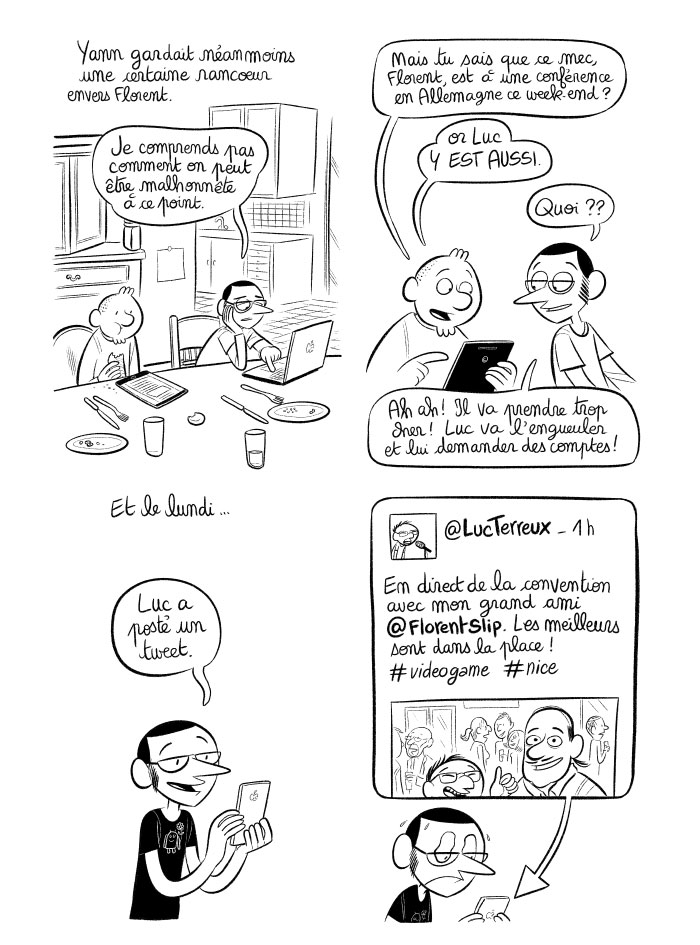 Yann gardait néanmoins
une certaine rancoeur
envers Florent.
Je comprends pas
comment on peut
être malhonnête
à ce point.
Mais tu sais que ce mec,
Florent, est à une conférence
en Allemagne ce week-end ?
or Luc
Y EST AUSSI.
Quoi ??
Ah ah ! Il va prendre trop
cher ! Luc va l'engueuler
et lui demander des comptes !
Et le lundi ...
Luc a
posté un
tweet.
@LucTerreux _ 1h
En direct de la convention
avec mon grand ami
@FlorentSlip. Les meilleurs
sont dans la place !
#videogame #nice